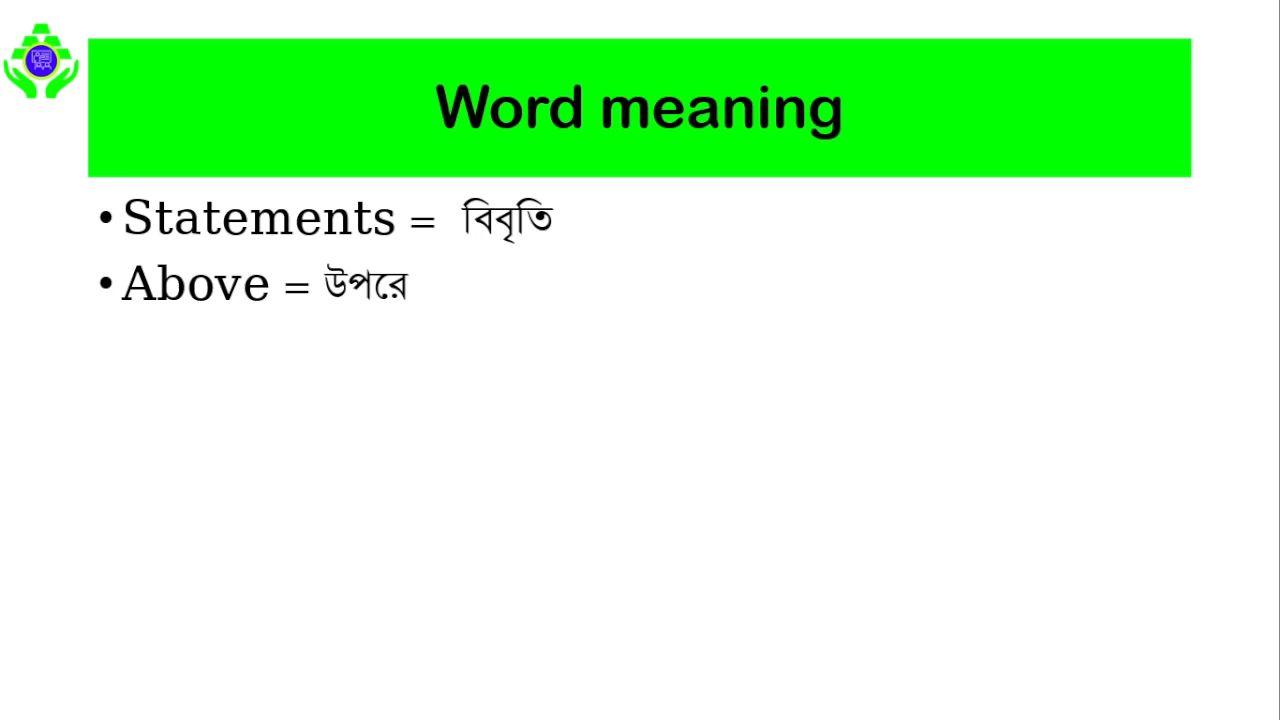 Word meaning
• Statements = বিবৃতি
• Above = উপরে